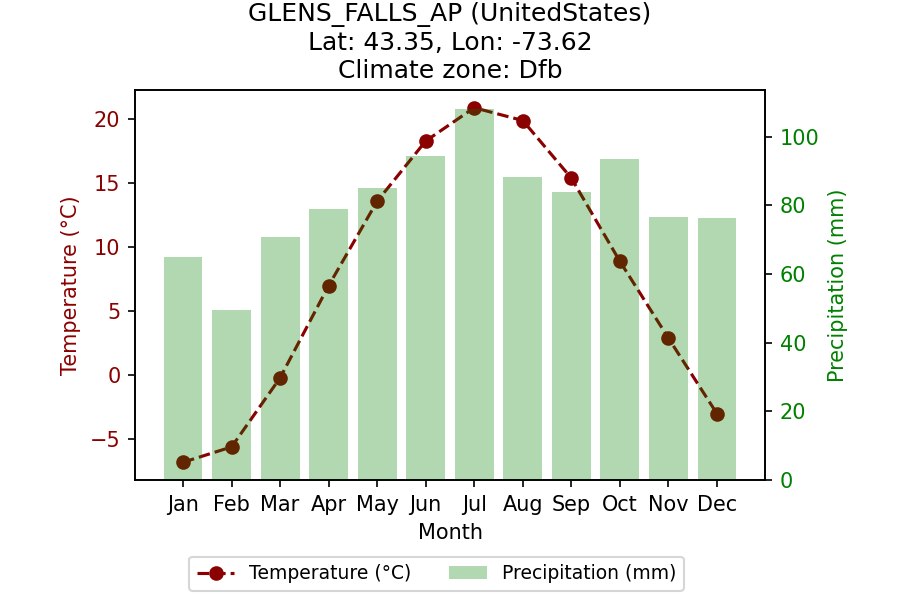 GLENS_FALLS_AP (UnitedStates)
Lat: 43.35, Lon: -73.62
Climate zone: Dfb
Temperature (°C)
20
15
10
5
0
−5
Precipitation (mm)
100
80
60
40
20
0
Jan Feb Mar Apr May Jun Jul Aug Sep Oct Nov Dec
Month
Temperature (°C) Precipitation (mm)